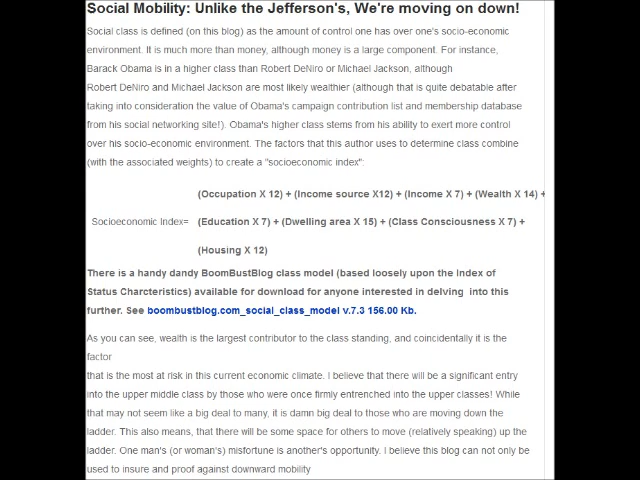 Social Mobility: Unlike the Jefferson's, We're moving on down!
Social class is defined (on this blog) as the amount of control one has over one's socio-economic
environment. It is much more than money, although money is a large component. For instance,
Barack Obama is in a higher class than Robert DeNiro or Michael Jackson, although
Robert DeNiro and Michael Jackson are most likely wealthier (although that is quite debatable after
taking into consideration the value of Obama's campaign contribution list and membership database
from his social networking site!). Obama's higher class stems from his ability to exert more control
over his socio-economic environment. The factors that this author uses to determine class combine
(with the associated weights) to create a "socioeconomic index":
(Occupation X 12) + (Income source X12) + (Income X 7) + (Wealth X 14) +
Socioeconomic Index= (Education X 7) + (Dwelling area X 15) + (Class Consciousness X 7) +
(Housing X 12)
There is a handy dandy BoomBustBlog class model (based loosely upon the Index of
Status Charcteristics) available for download for anyone interested in delving into this
further. See boombustblog.com_social_class_model v.7.3 156.00 Kb.
As you can see, wealth is the largest contributor to the class standing, and coincidentally it is the
factor
that is the most at risk in this current economic climate. I believe that there will be a significant entry
into the upper middle class by those who were once firmly entrenched into the upper classes! While
that may not seem like a big deal to many, it is damn big deal to those who are moving down the
ladder. This also means, that there will be some space for others to move (relatively speaking) up the
ladder. One man's (or woman's) misfortune is another's opportunity. I believe this blog can not only be
used to insure and proof against downward mobility